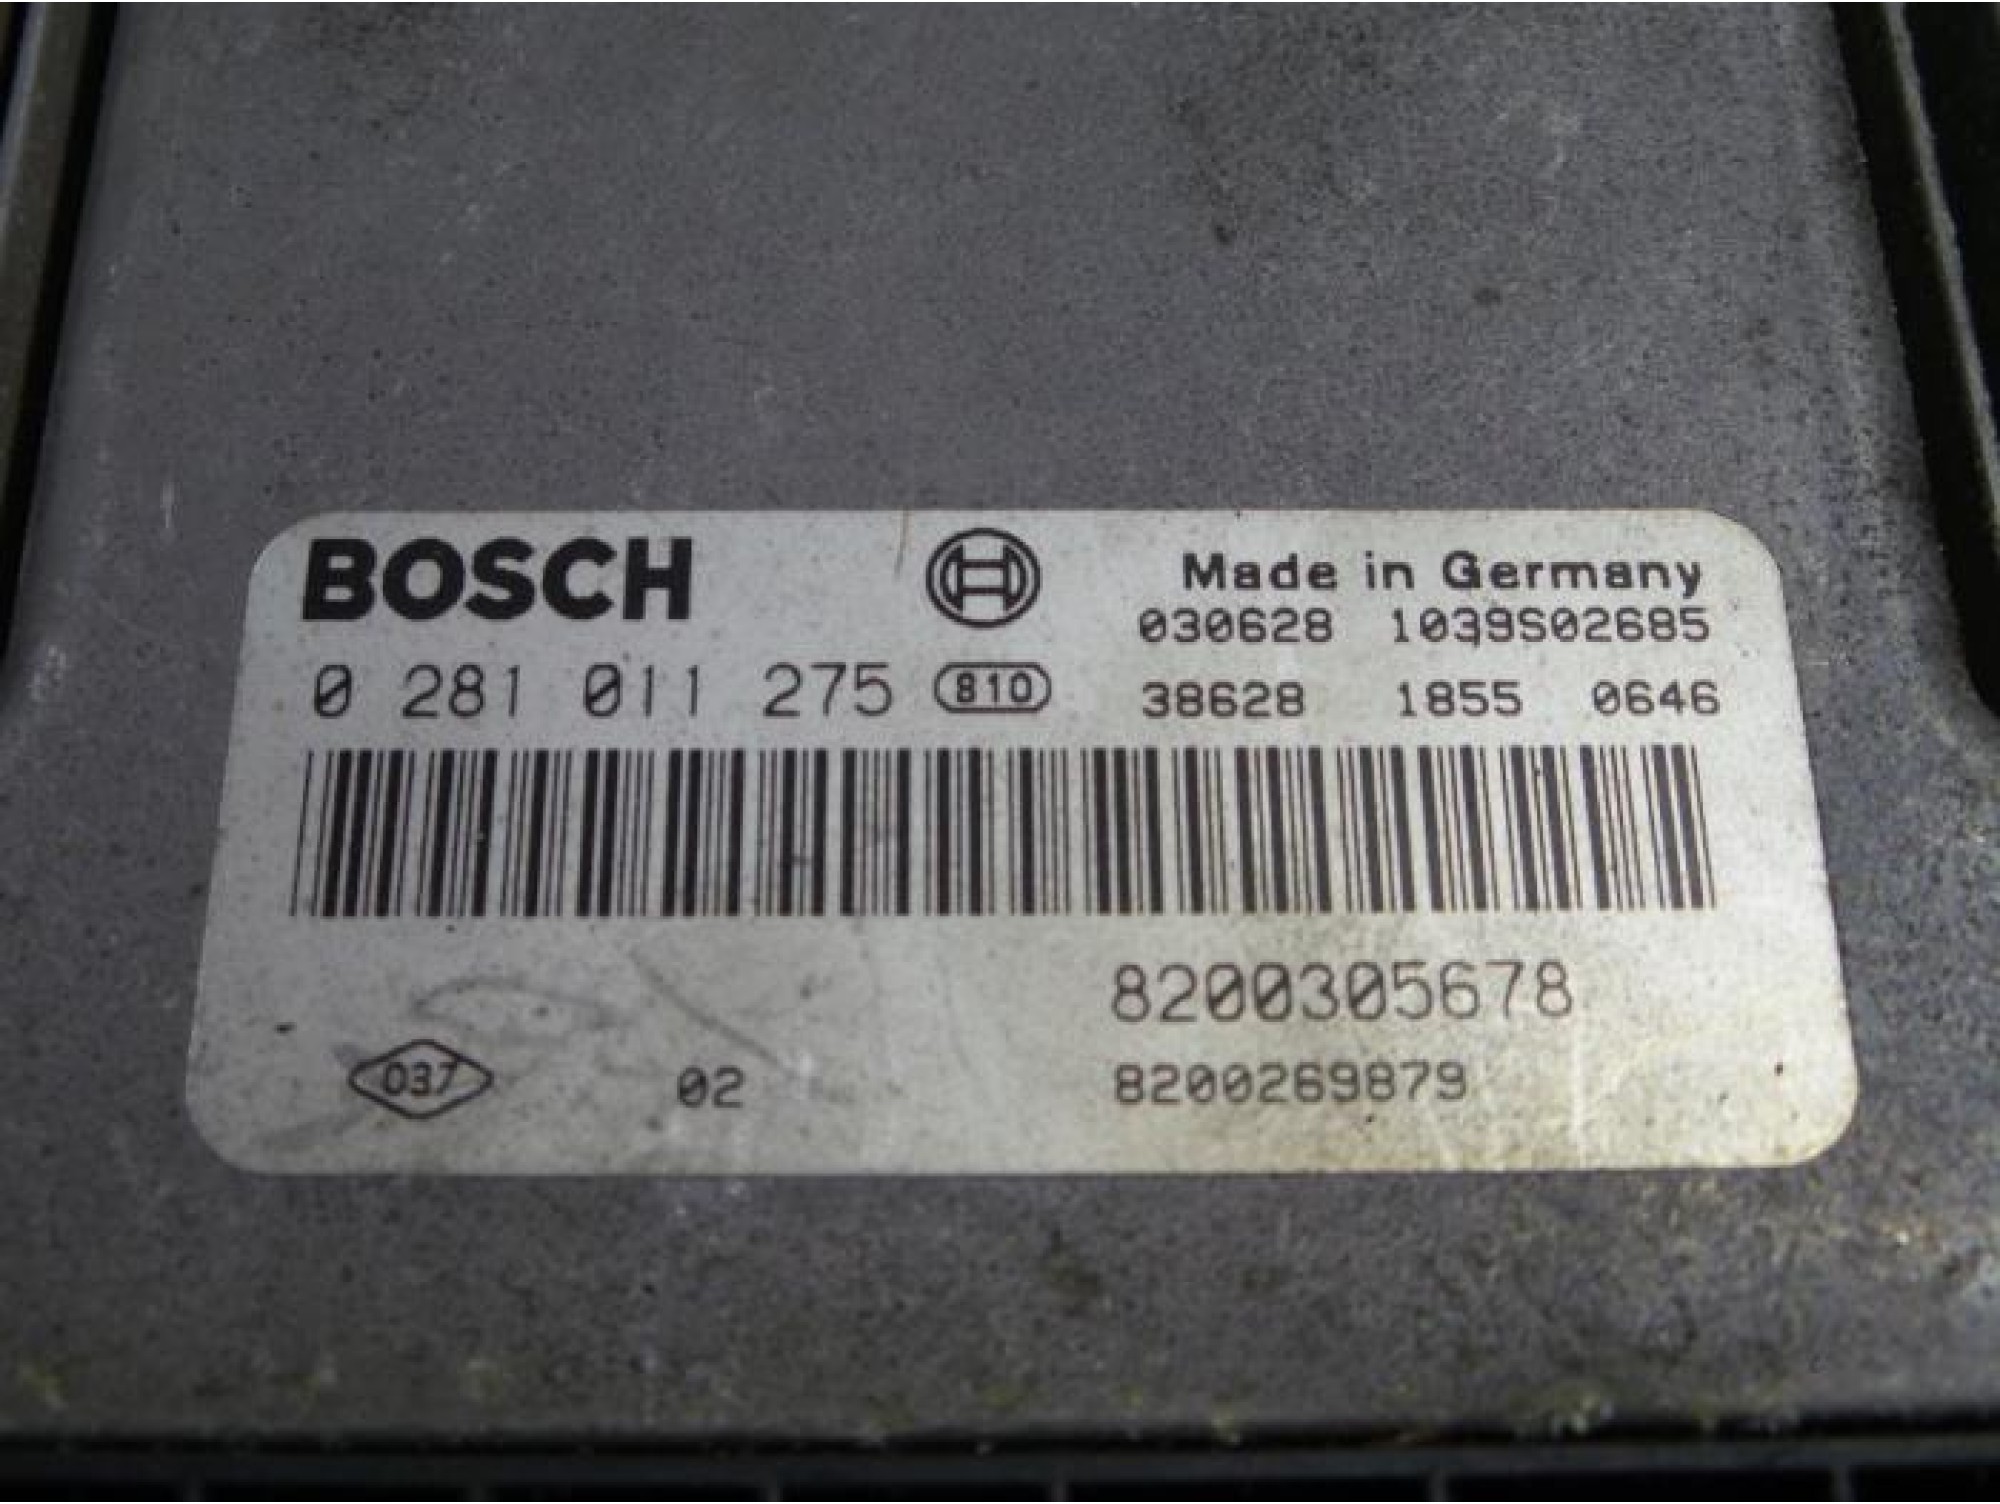 BOSCH
Made in Germany
030628 1039S02685
0 281 011 275 810 38628 1855 0646
8200305678
037 02 8200269879